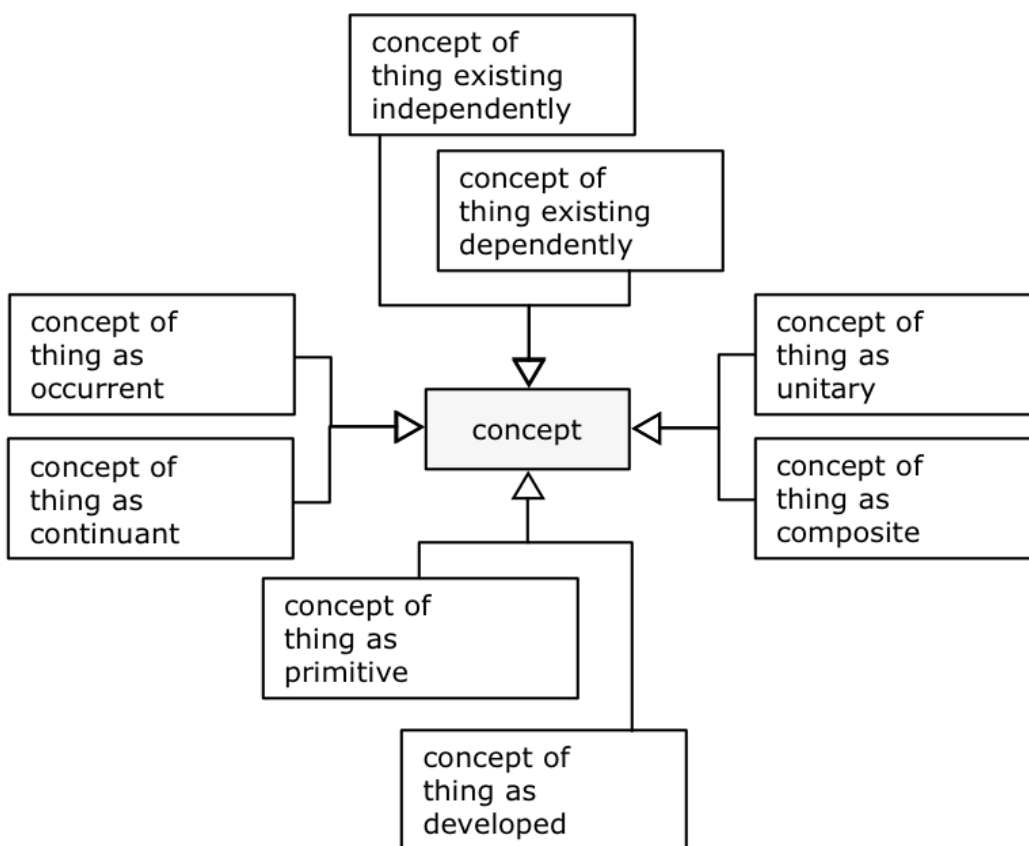 concept of
thing existing
independently
concept of
thing existing
dependently
concept of
thing as
occurrent
concept of
thing as
unitary
concept
concept of
thing as
continuant
concept of
thing as
composite
concept of
thing as
primitive
concept of
thing as
developed